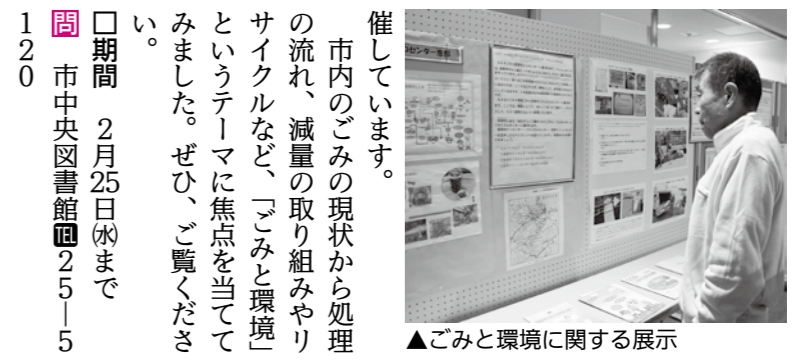 催しています。
　市内のごみの現状から処理
の流れ、減量の取り組みやリ
サイクルなど、「ごみと環境」
というテーマに焦点を当てて
みました。ぜひ、ご覧くださ
い。
□期間　２月25日㈬まで
問　市中央図書館℡２５―５
１２０
▲ごみと環境に関する展示